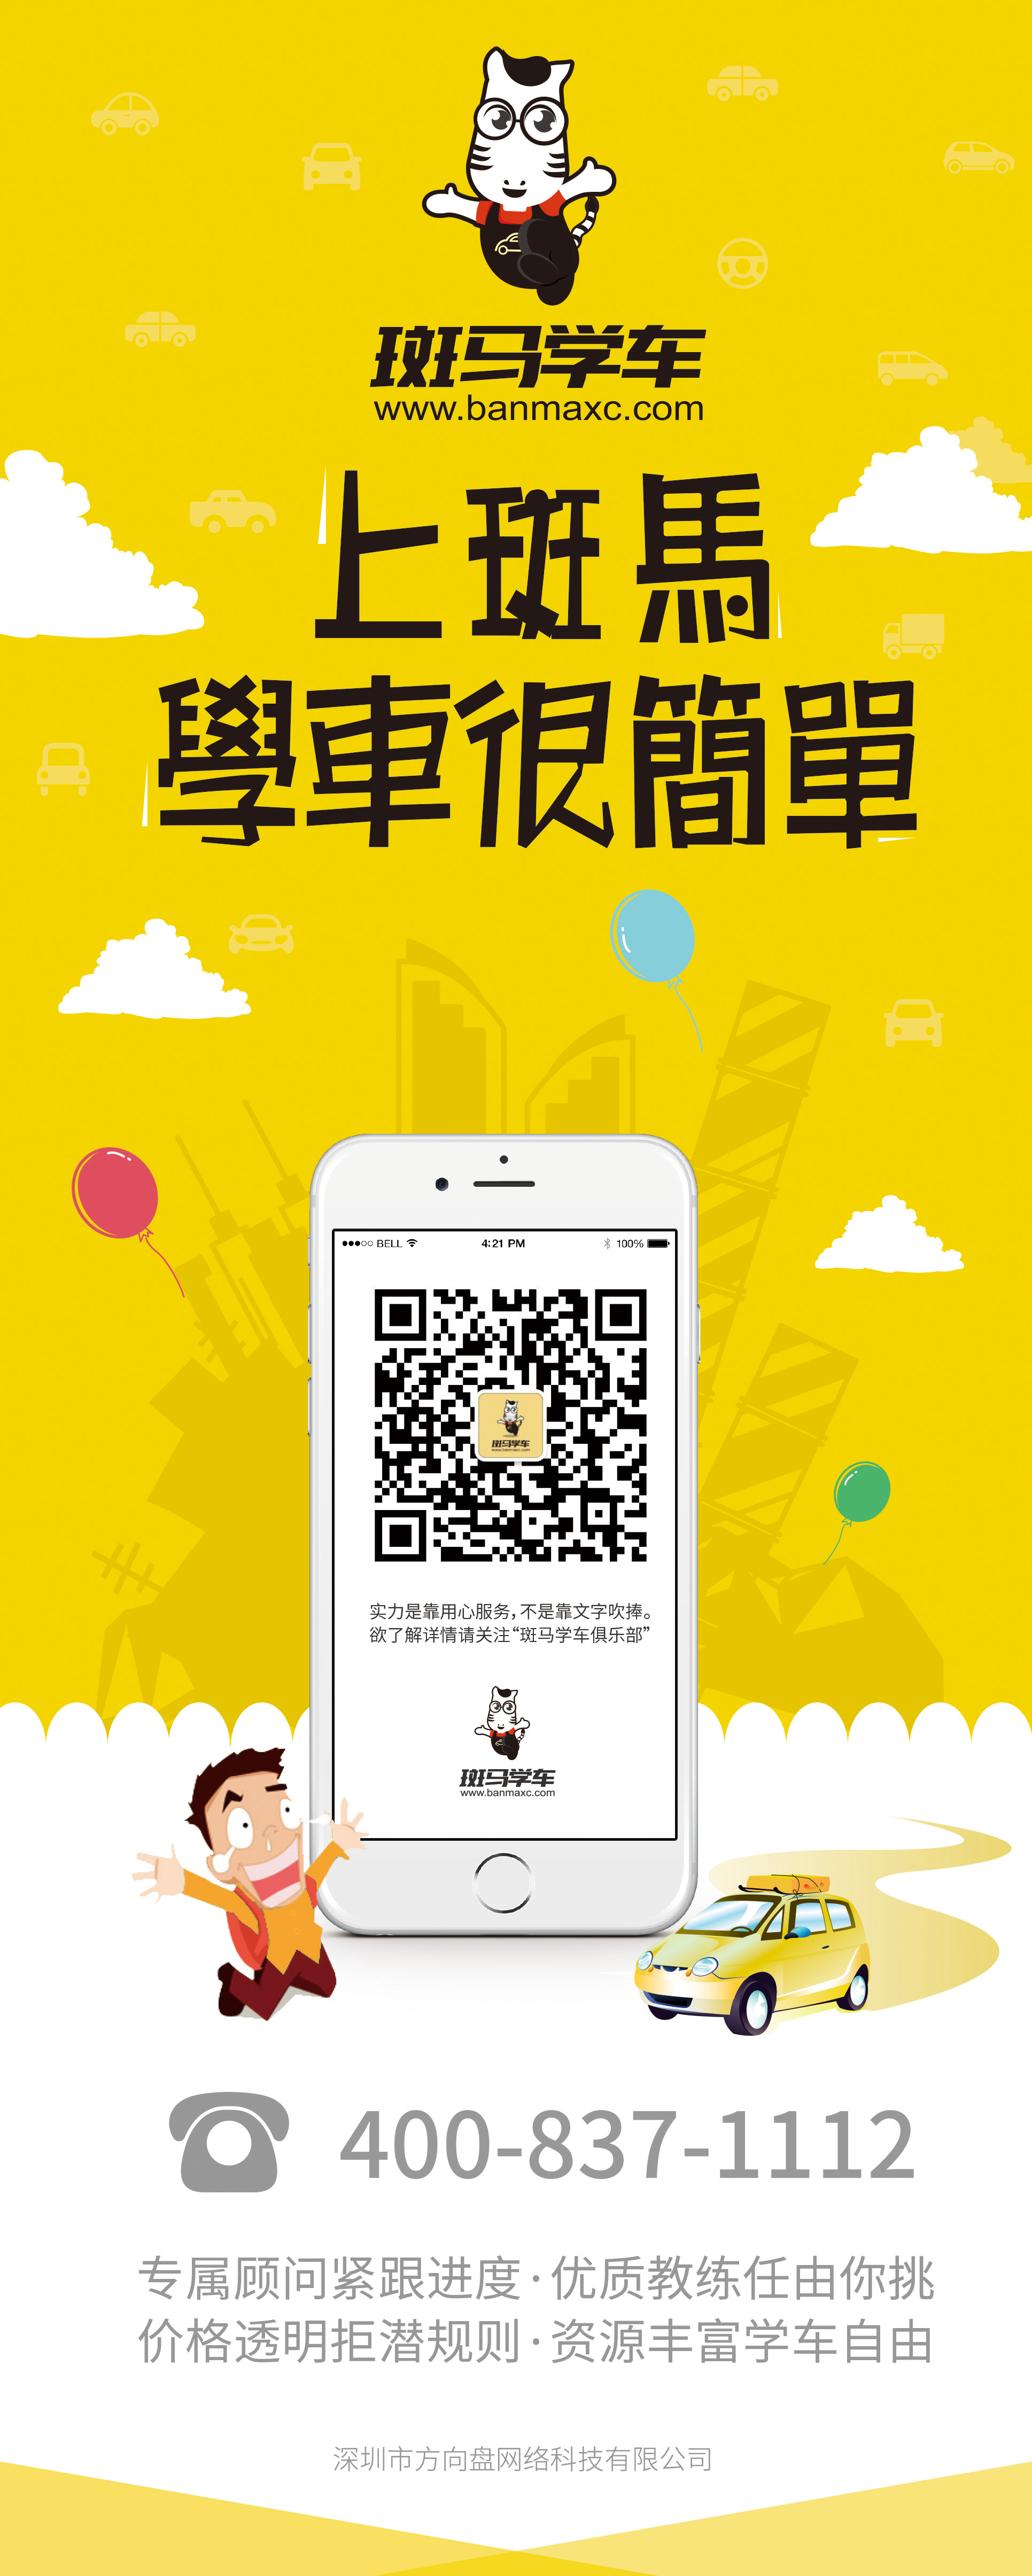 斑马学车
www.banmaxc.com
上斑馬
學車很簡單
BELL 4:21 PM 100%
斑马学车
www.banmaxc.com
实力是靠用心服务，不是靠文字吹捧。
欲了解详情请关注“斑马学车俱乐部”
斑马学车
www.banmaxc.com
400-837-1112
专属顾问紧跟进度·优质教练任由你挑
价格透明拒潜规则·资源丰富学车自由
深圳市方向盘网络科技有限公司